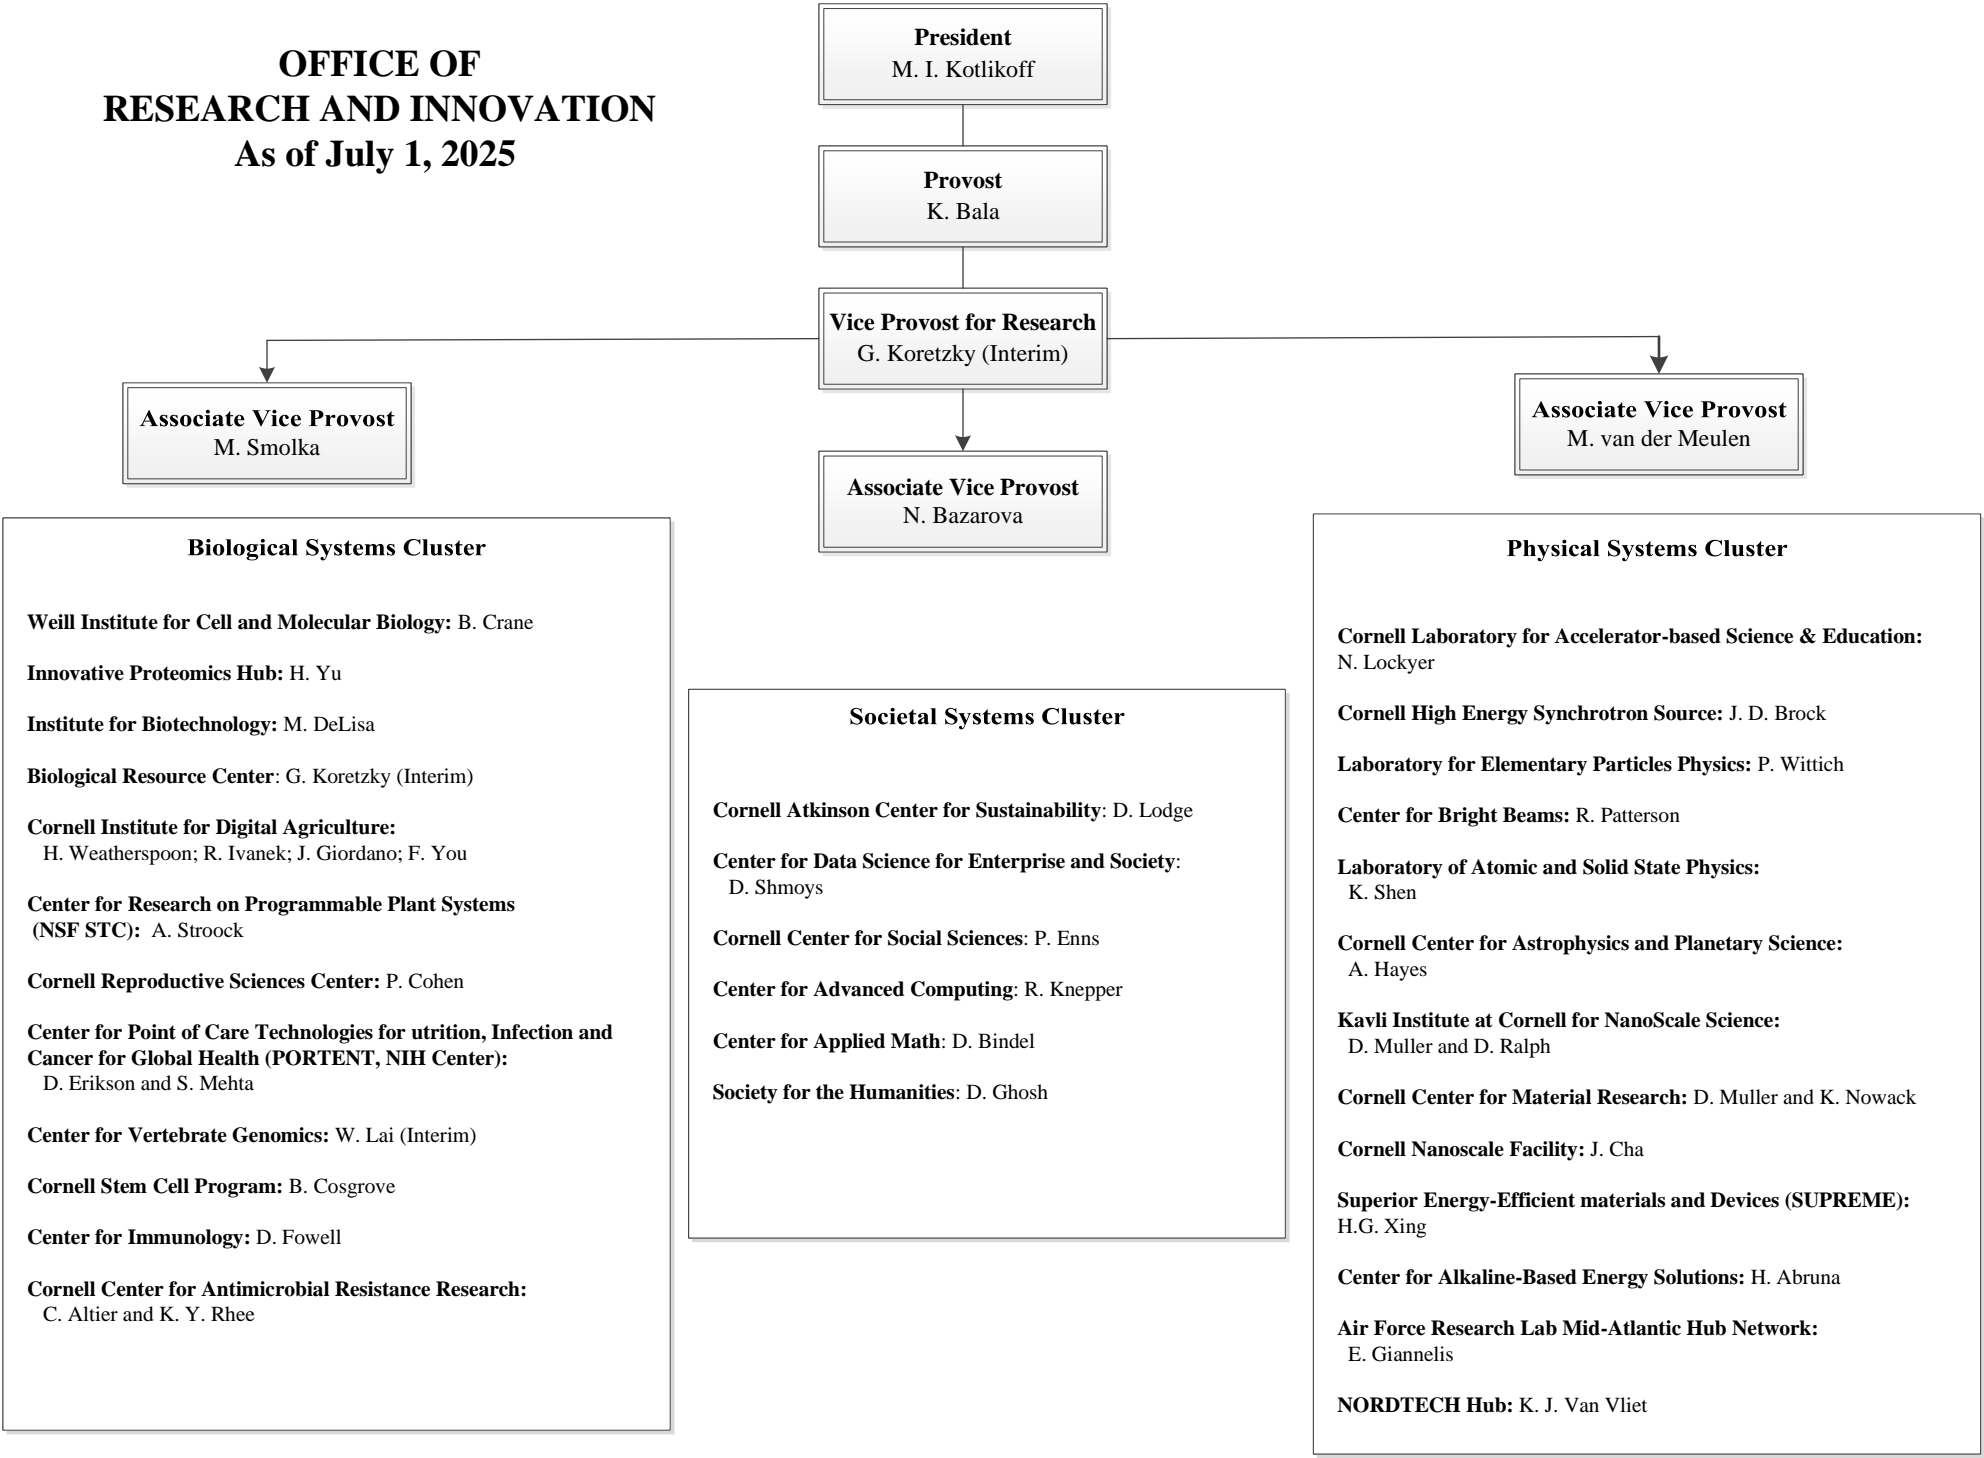 OFFICE OF
RESEARCH AND INNOVATION
As of July 1, 2025
President
M. I. Kotlikoff
Provost
K. Bala
Vice Provost for Research
G. Koretzky (Interim)
Associate Vice Provost
M. Smolka
Associate Vice Provost
N. Bazarova
Associate Vice Provost
M. van der Meulen
Biological Systems Cluster
Weill Institute for Cell and Molecular Biology: B. Crane
Innovative Proteomics Hub: H. Yu
Institute for Biotechnology: M. DeLisa
Biological Resource Center: G. Koretzky (Interim)
Cornell Institute for Digital Agriculture:
H. Weatherspoon; R. Ivanek; J. Giordano; F. You
Center for Research on Programmable Plant Systems
(NSF STC): A. Stroock
Cornell Reproductive Sciences Center: P. Cohen
Center for Point of Care Technologies for utrition, Infection and
Cancer for Global Health (PORTENT, NIH Center):
D. Erikson and S. Mehta
Center for Vertebrate Genomics: W. Lai (Interim)
Cornell Stem Cell Program: B. Cosgrove
Center for Immunology: D. Fowell
Cornell Center for Antimicrobial Resistance Research:
C. Altier and K. Y. Rhee
Societal Systems Cluster
Cornell Atkinson Center for Sustainability: D. Lodge
Center for Data Science for Enterprise and Society:
D. Shmoys
Cornell Center for Social Sciences: P. Enns
Center for Advanced Computing: R. Knepper
Center for Applied Math: D. Bindel
Society for the Humanities: D. Ghosh
Physical Systems Cluster
Cornell Laboratory for Accelerator-based Science & Education:
N. Lockyer
Cornell High Energy Synchrotron Source: J. D. Brock
Laboratory for Elementary Particles Physics: P. Wittich
Center for Bright Beams: R. Patterson
Laboratory of Atomic and Solid State Physics:
K. Shen
Cornell Center for Astrophysics and Planetary Science:
A. Hayes
Kavli Institute at Cornell for NanoScale Science:
D. Muller and D. Ralph
Cornell Center for Material Research: D. Muller and K. Nowack
Cornell Nanoscale Facility: J. Cha
Superior Energy-Efficient materials and Devices (SUPREME):
H.G. Xing
Center for Alkaline-Based Energy Solutions: H. Abruna
Air Force Research Lab Mid-Atlantic Hub Network:
E. Giannelis
NORDTECH Hub: K. J. Van Vliet